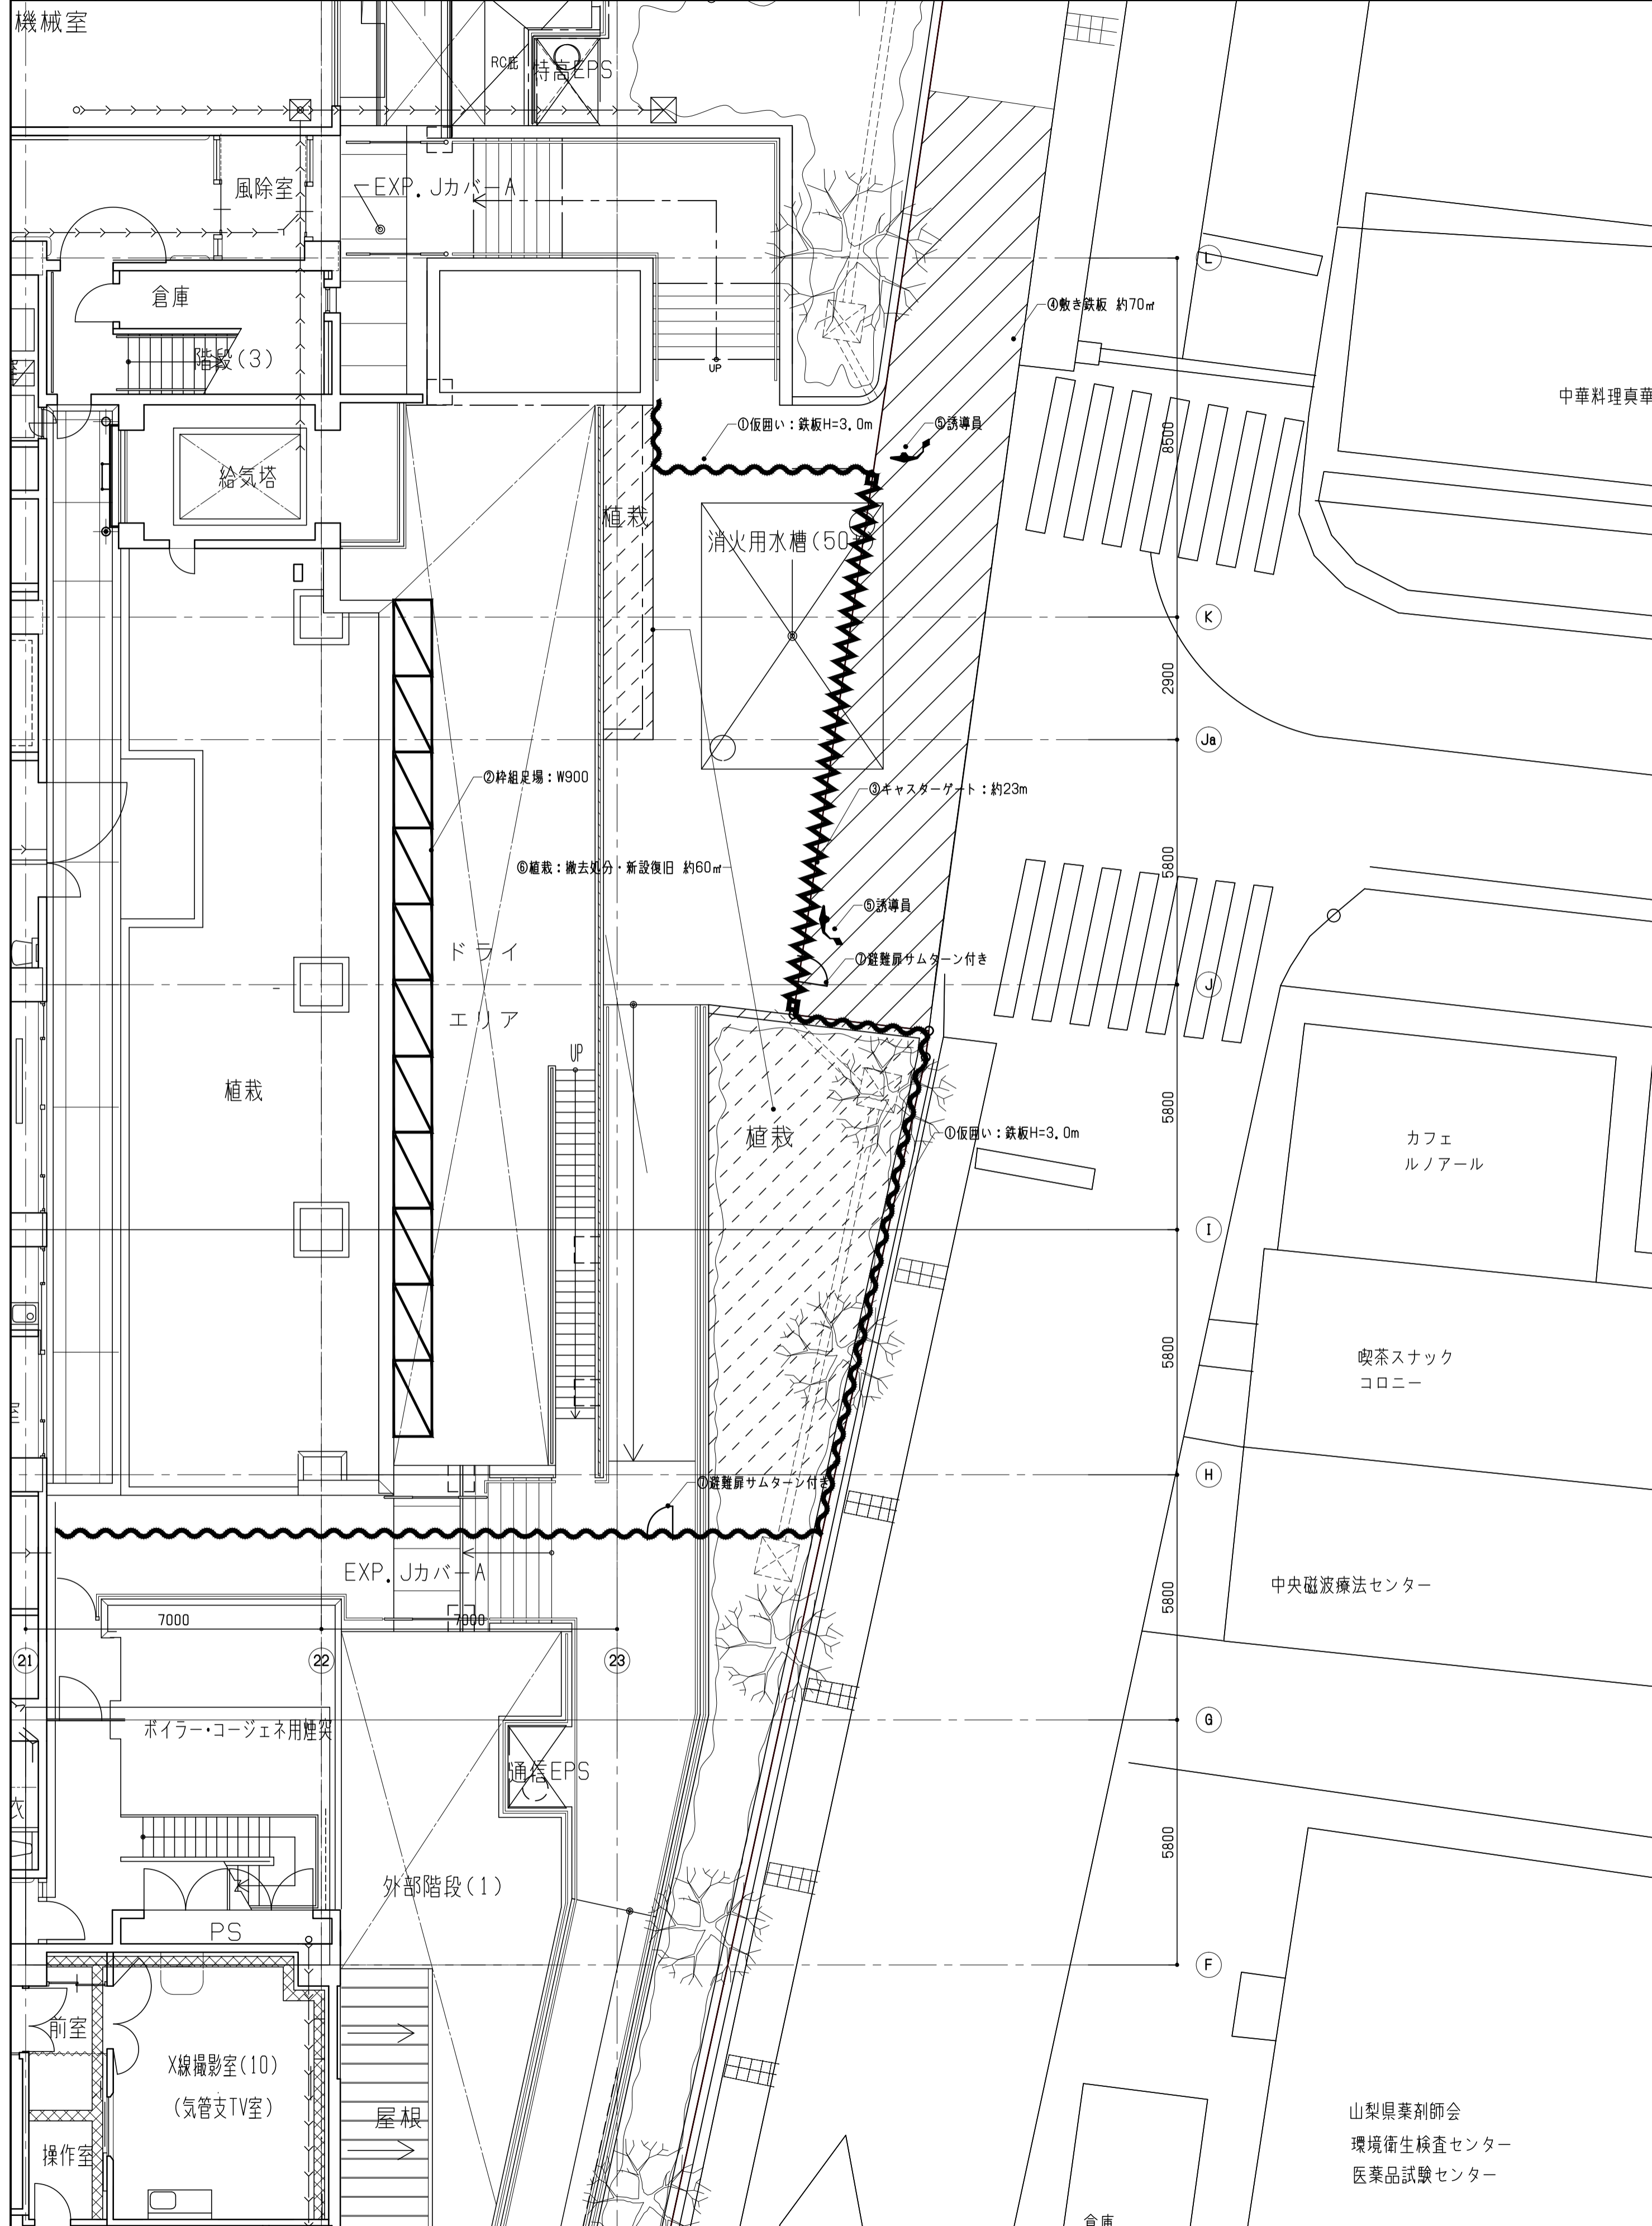 機械室
RC庇
特高EPS
風除室
EXP.JカバーA
L
倉庫
④敷き鉄板 約70㎡
階段(3)
UP
中華料理真華
①仮囲い：鉄板H=3.0m
⑤誘導員
8500
給気塔
植栽
消火用水槽(50
K
2900
Ja
②枠組足場：W900
③キャスターゲート：約23m
⑥植栽：撤去処分・新設復旧 約60㎡
5800
⑤誘導員
ドライ
⑦避難扉サムターン付き
J
エリア
UP
植栽
5800
植栽
①仮囲い：鉄板H=3.0m
カフェ
ルノアール
I
5800
喫茶スナック
コロニー
H
⑦避難扉サムターン付き
EXP.JカバーA
5800
中央磁波療法センター
7000
7000
21
22
23
G
ボイラー・コージェネ用煙突
通信EPS
5800
外部階段(1)
PS
F
前室
X線撮影室(10)
(気管支TV室)
屋根
操作室
山梨県薬剤師会
環境衛生検査センター
医薬品試験センター
倉庫